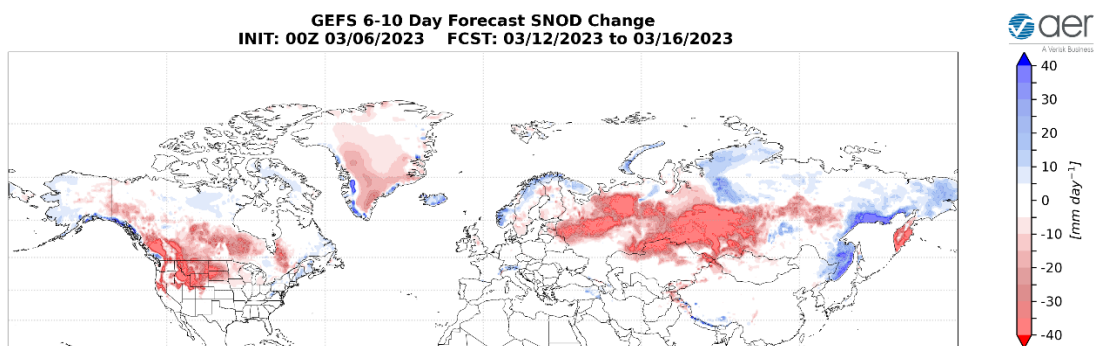 GEFS 6-10 Day Forecast SNOD Change
INIT: 00Z 03/06/2023    FCST: 03/12/2023 to 03/16/2023
aer
A Verisk Business
40
30
20
10
0
-10
-20
-30
-40
[mm day⁻¹]